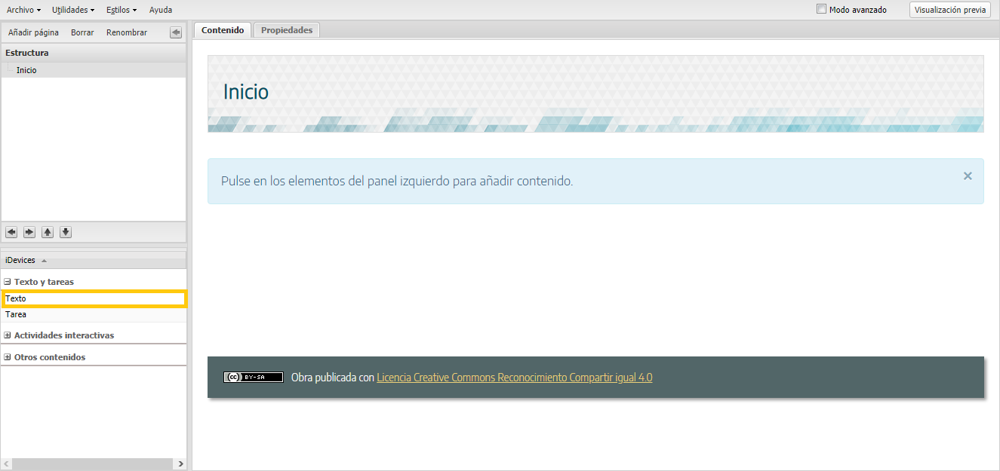 Archivo Utilidades Estilos Ayuda Modo avanzado Visualización previa
Añadir página Borrar Renombrar
Contenido Propiedades
Estructura
Inicio
Inicio
Pulse en los elementos del panel izquierdo para añadir contenido. ×
iDevices
Texto y tareas
Texto
Tarea
Actividades interactivas
Otros contenidos
cc BY-SA Obra publicada con Licencia Creative Commons Reconocimiento Compartir igual 4.0